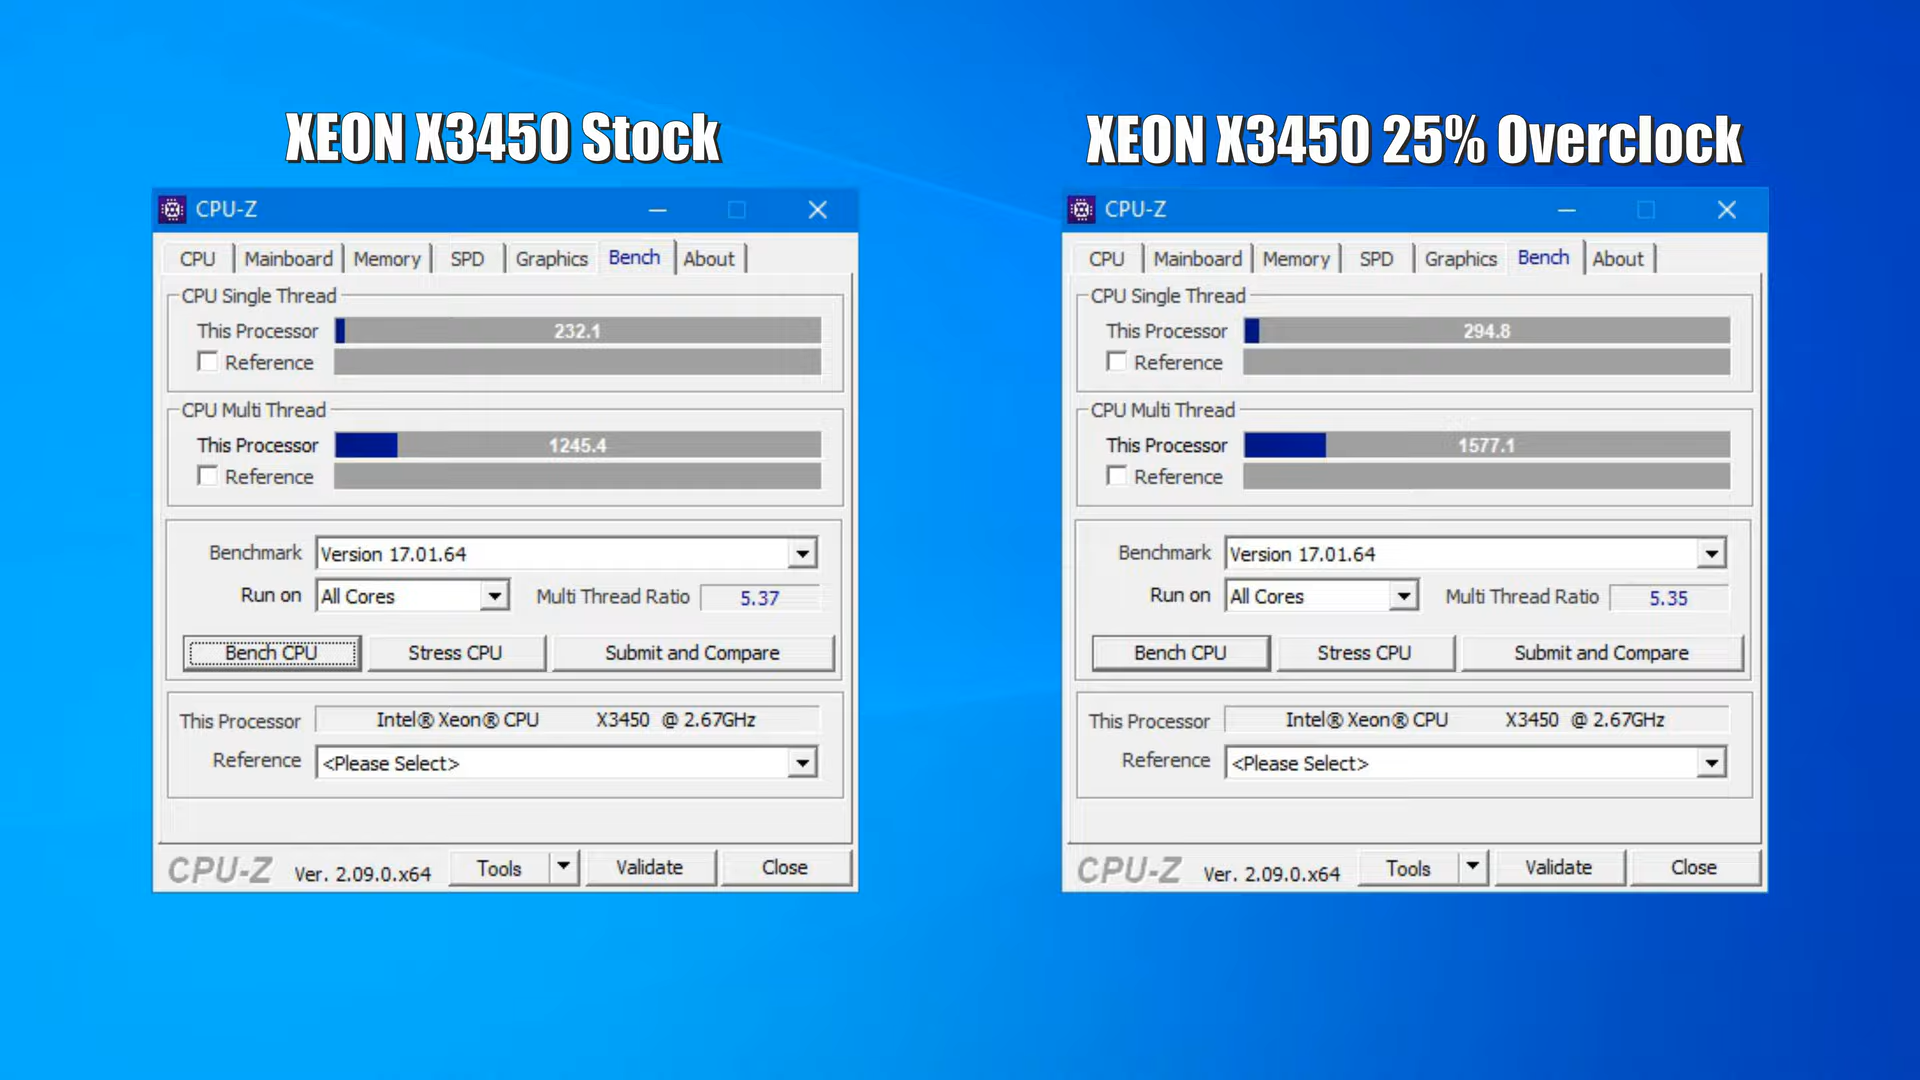 XEON X3450 Stock
CPU-Z
CPU Mainboard Memory SPD Graphics Bench About
CPU Single Thread
This Processor 232.1
Reference
CPU Multi Thread
This Processor 1245.4
Reference
Benchmark Version 17.01.64
Run on All Cores Multi Thread Ratio 5.37
Bench CPU Stress CPU Submit and Compare
This Processor Intel® Xeon® CPU X3450 @ 2.67GHz
Reference <Please Select>
CPU-Z Ver. 2.09.0.x64 Tools Validate Close
XEON X3450 25% Overclock
CPU-Z
CPU Mainboard Memory SPD Graphics Bench About
CPU Single Thread
This Processor 294.8
Reference
CPU Multi Thread
This Processor 1577.1
Reference
Benchmark Version 17.01.64
Run on All Cores Multi Thread Ratio 5.35
Bench CPU Stress CPU Submit and Compare
This Processor Intel® Xeon® CPU X3450 @ 2.67GHz
Reference <Please Select>
CPU-Z Ver. 2.09.0.x64 Tools Validate Close